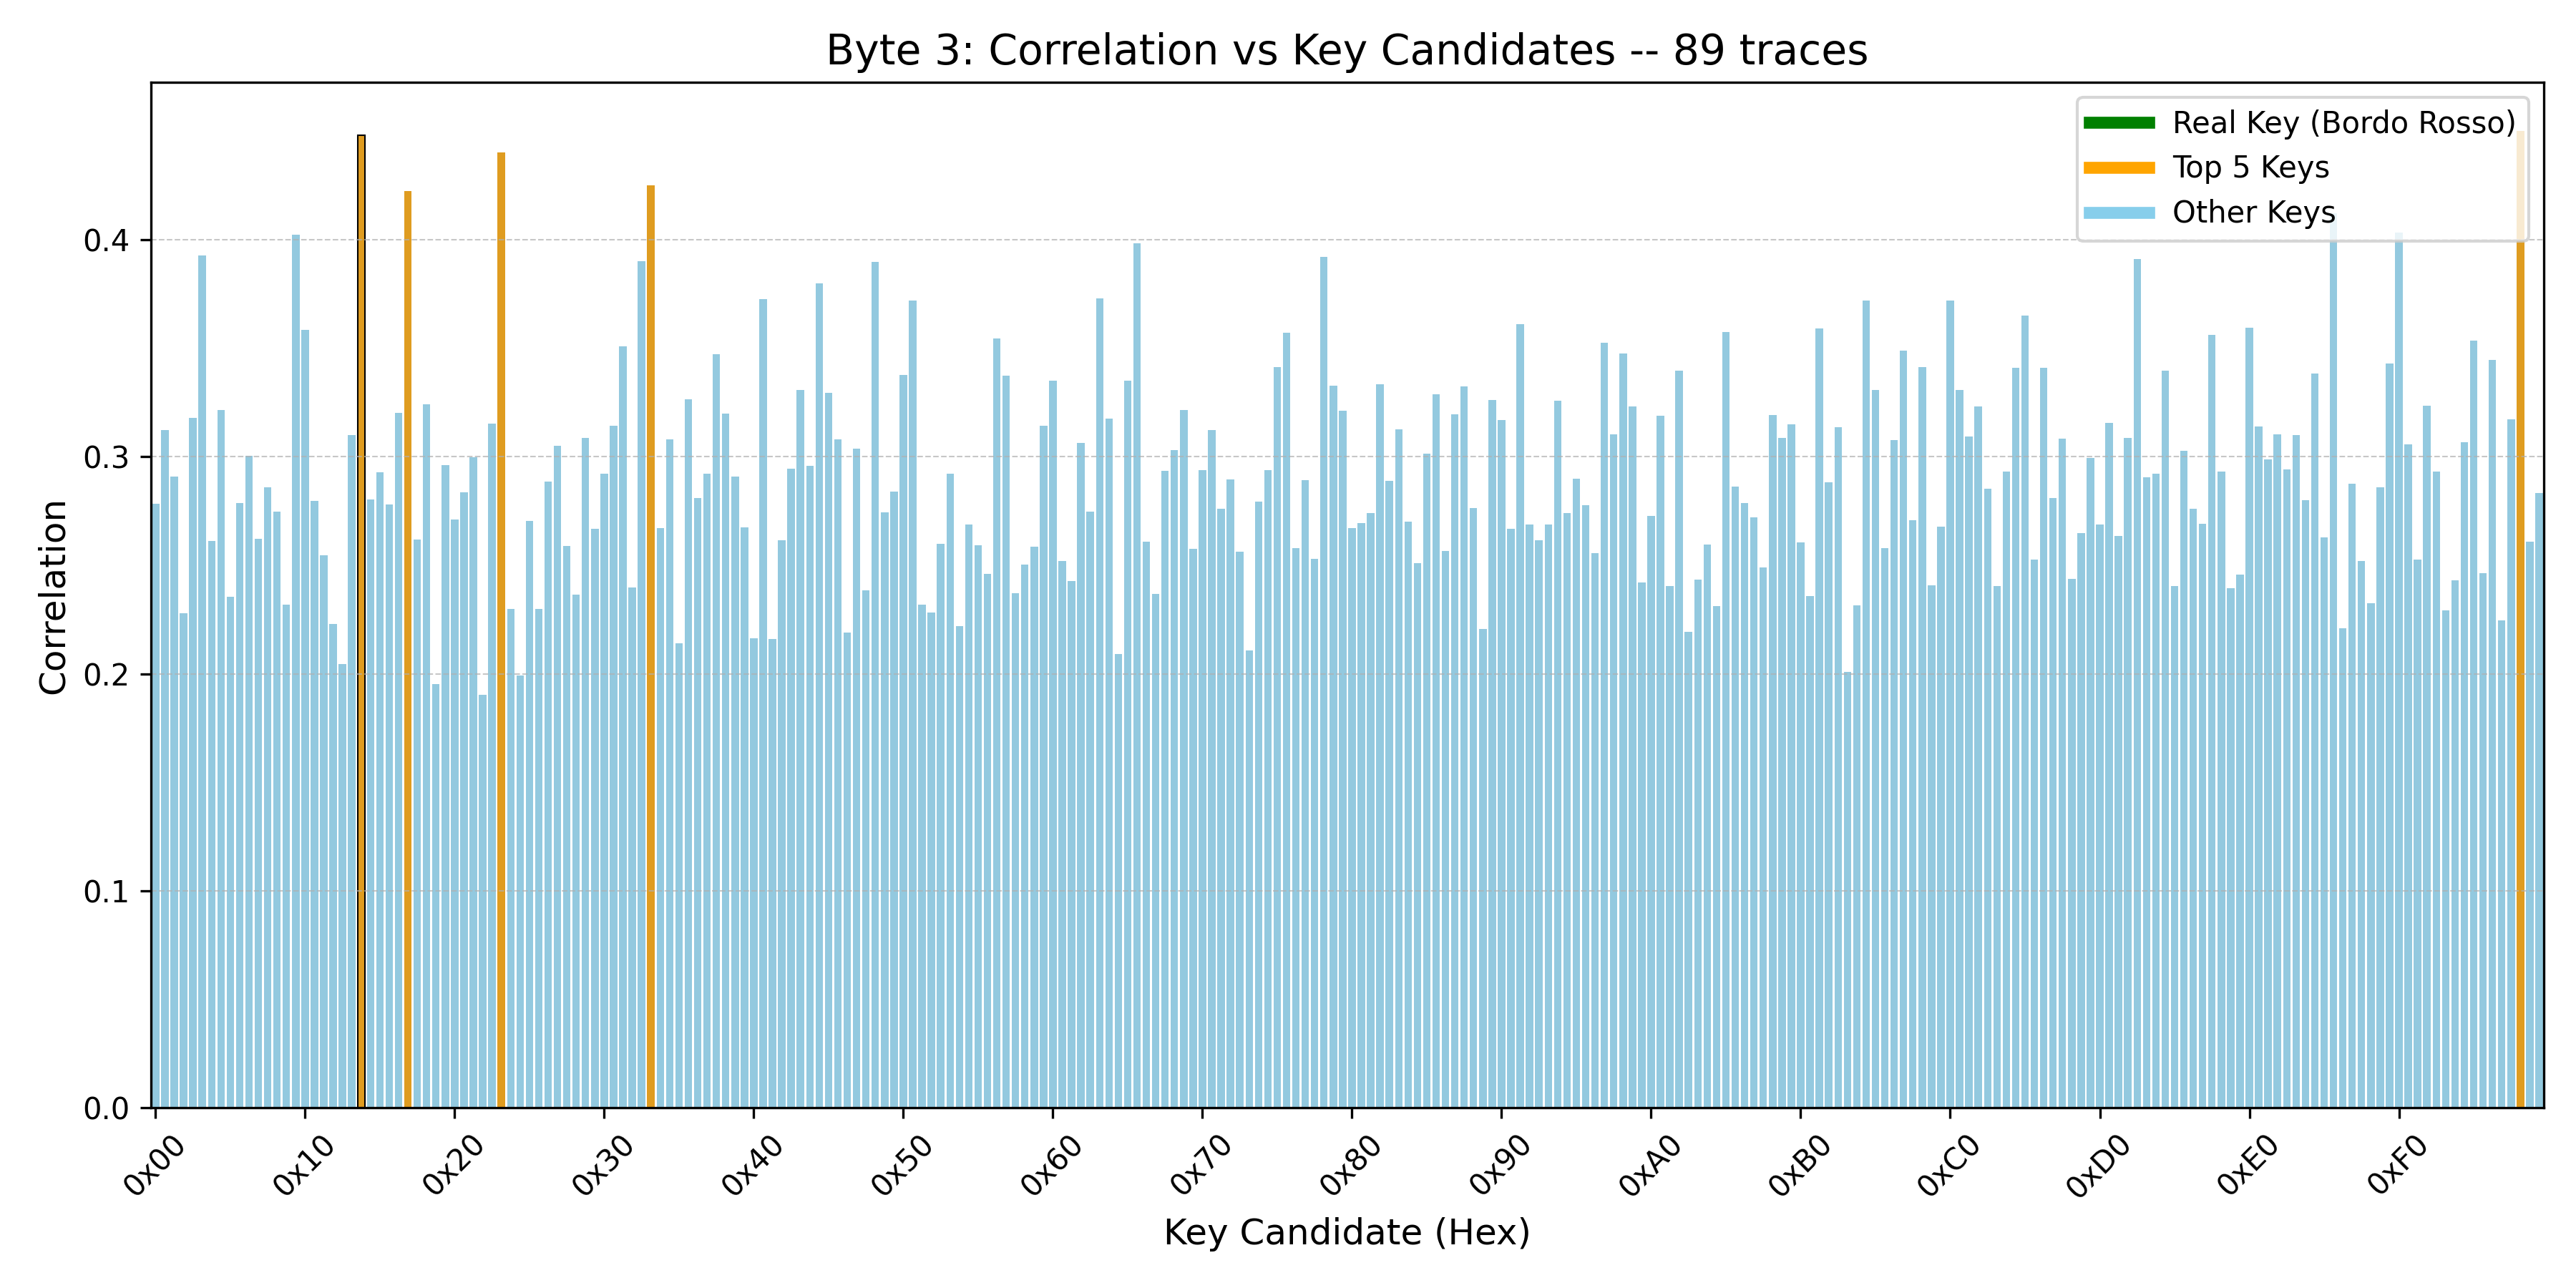 Byte 3: Correlation vs Key Candidates -- 89 traces
Real Key (Bordo Rosso)
Top 5 Keys
Other Keys
Correlation
0.4
0.3
0.2
0.1
0.0
0x00 0x10 0x20 0x30 0x40 0x50 0x60 0x70 0x80 0x90 0xA0 0xB0 0xC0 0xD0 0xE0 0xF0
Key Candidate (Hex)